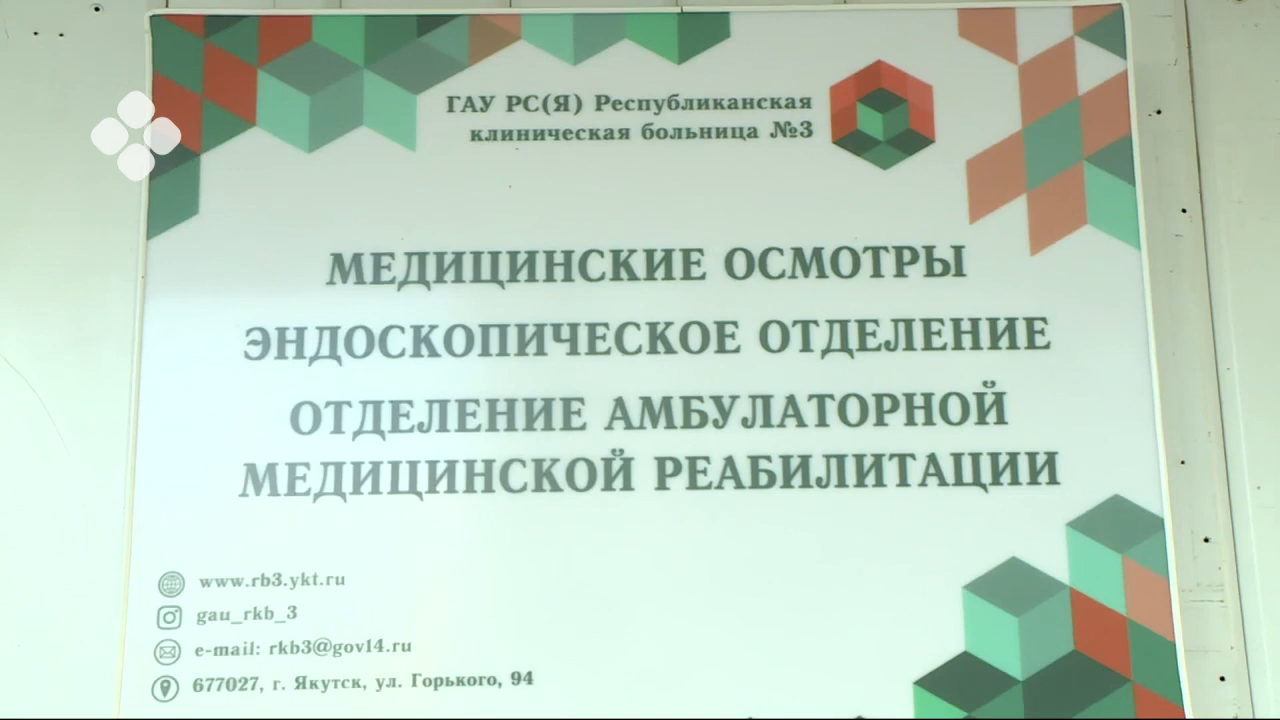 ГАУ РС(Я) Республиканская
клиническая больница №3
МЕДИЦИНСКИЕ ОСМОТРЫ
ЭНДОСКОПИЧЕСКОЕ ОТДЕЛЕНИЕ
ОТДЕЛЕНИЕ АМБУЛАТОРНОЙ
МЕДИЦИНСКОЙ РЕАБИЛИТАЦИИ
www.rb3.ykt.ru
gau_rkb_3
e-mail: rkb3@gov14.ru
677027, г. Якутск, ул. Горького, 94